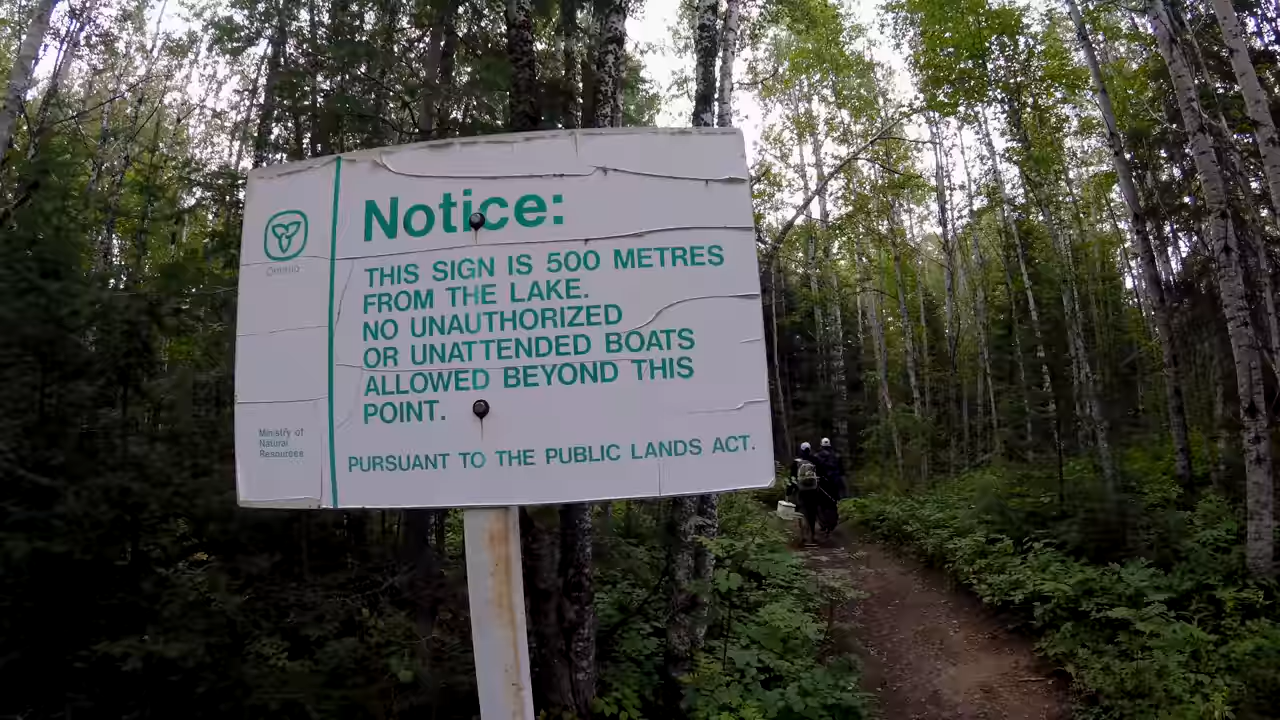 Ontario
Notice:
THIS SIGN IS 500 METRES
FROM THE LAKE.
NO UNAUTHORIZED
OR UNATTENDED BOATS
ALLOWED BEYOND THIS
POINT.
Ministry of
Natural
Resources
PURSUANT TO THE PUBLIC LANDS ACT.